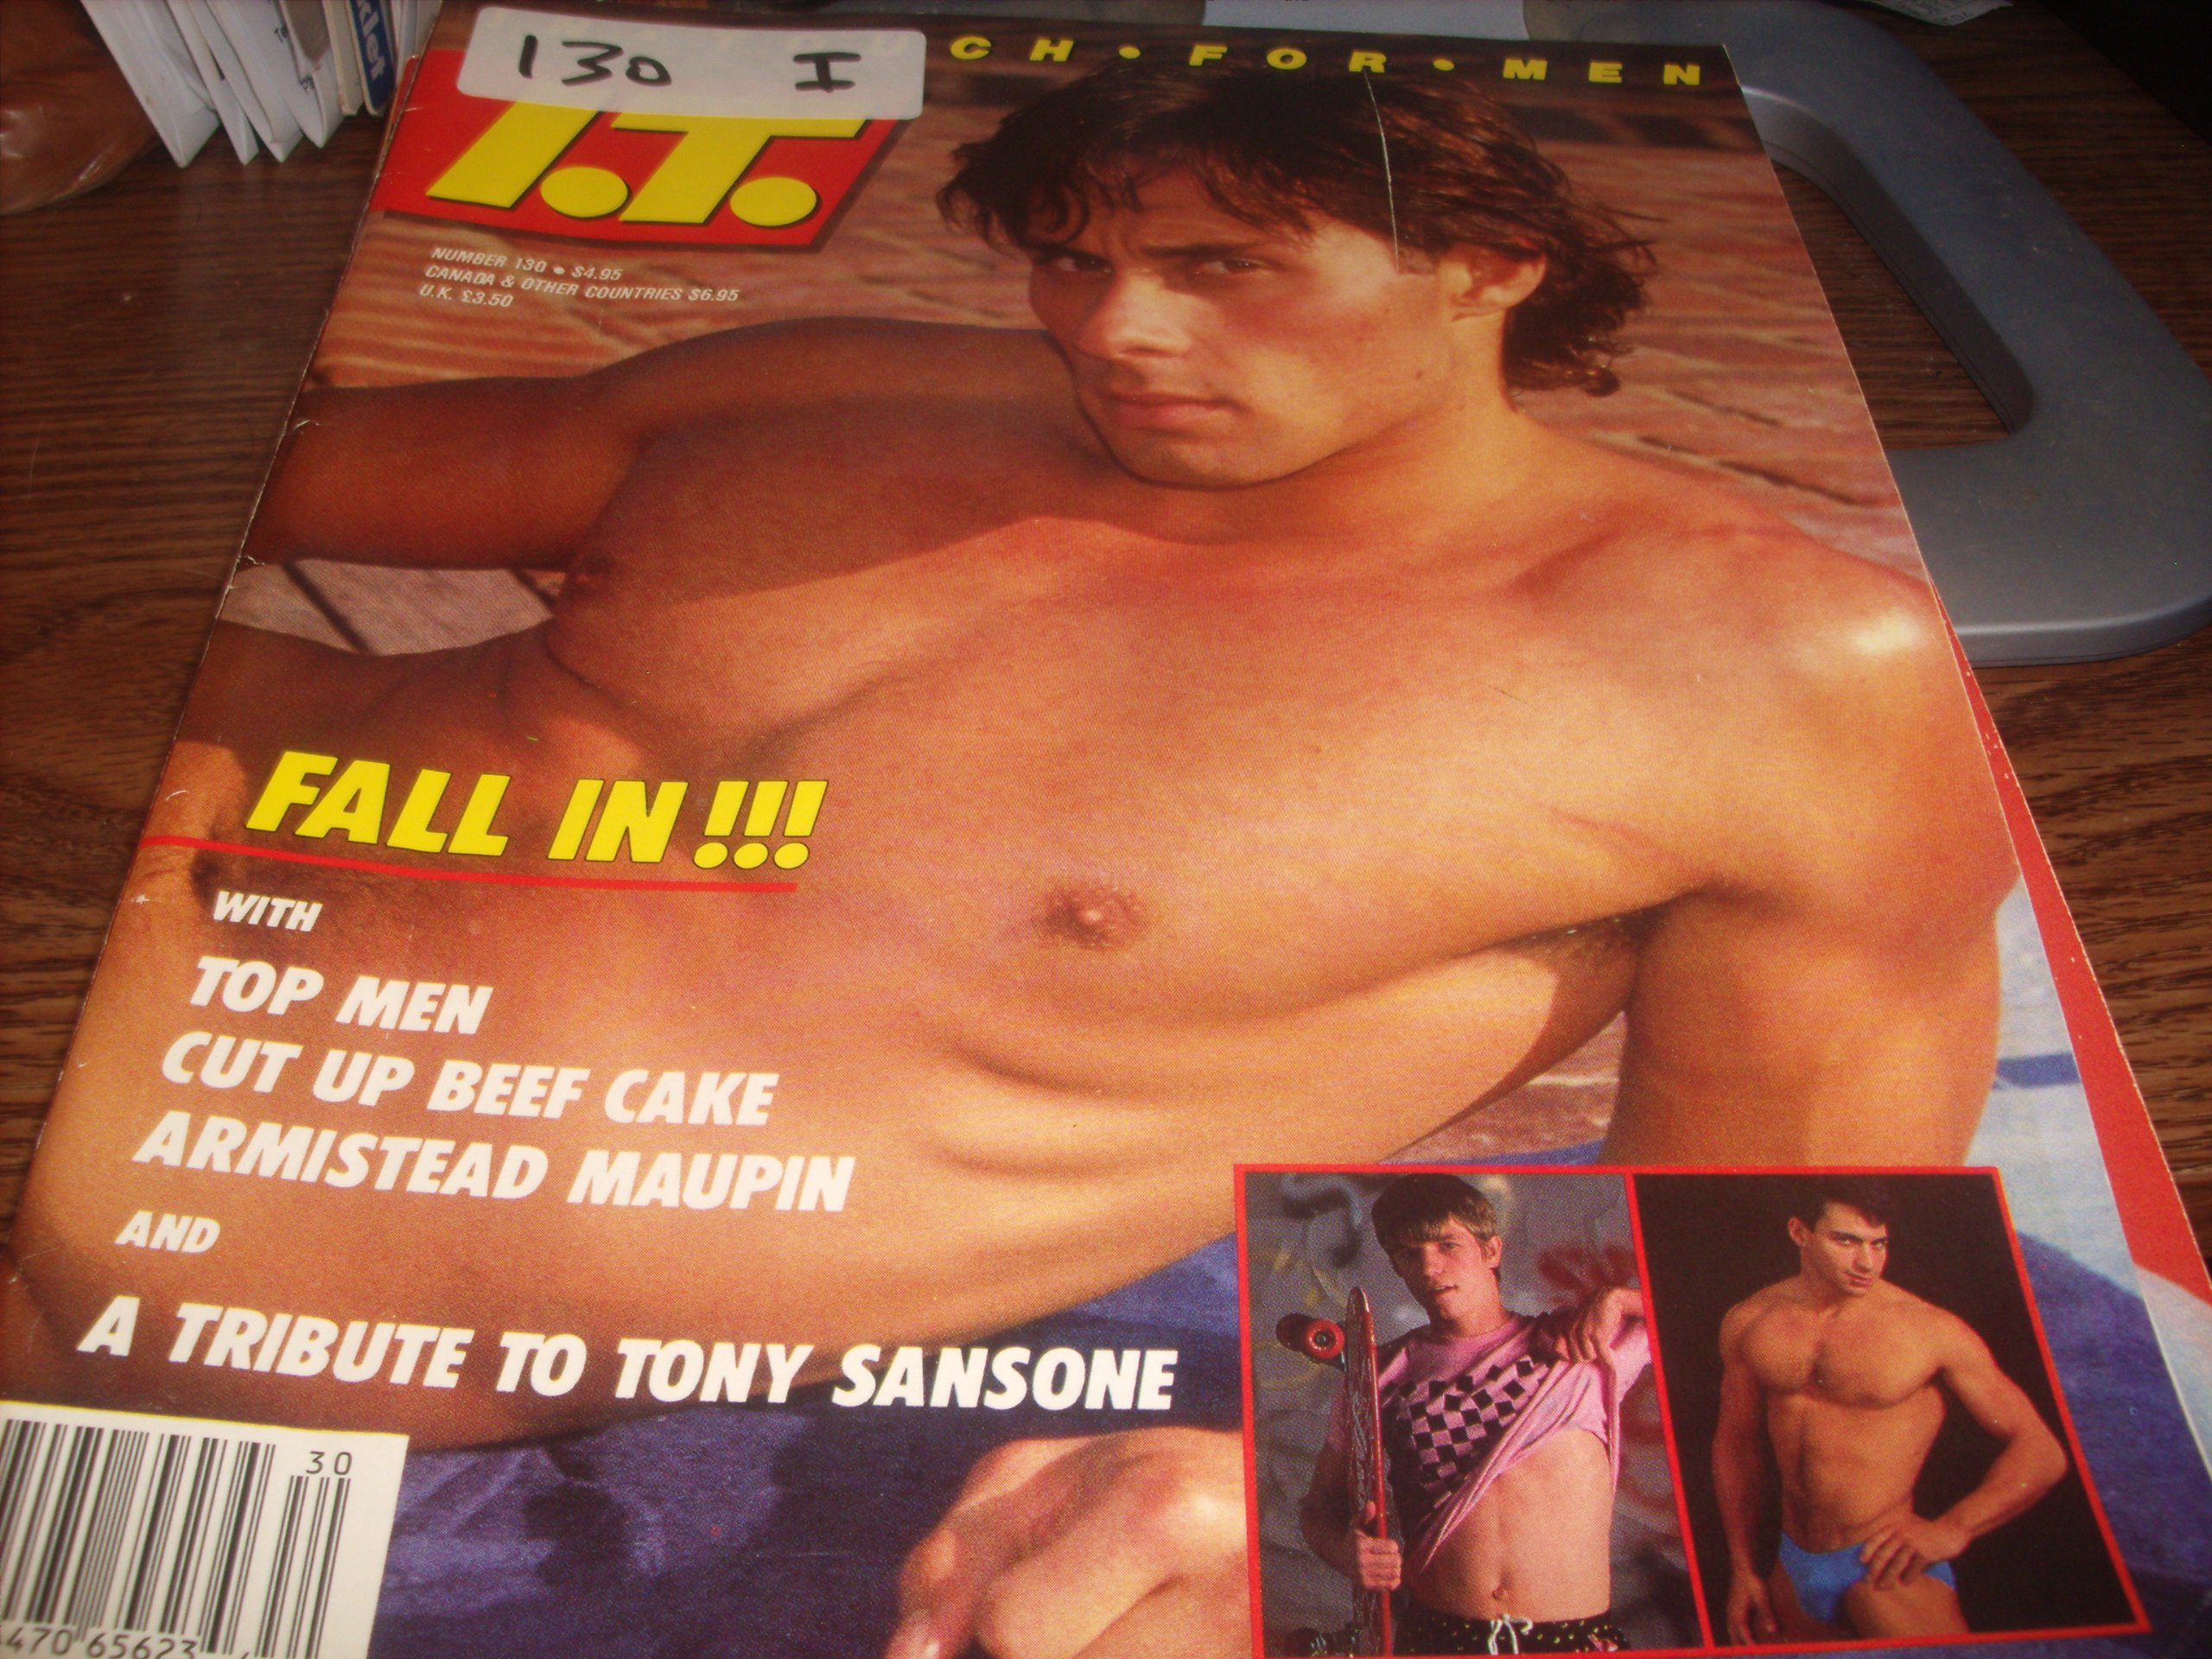 130 I
CH • FOR • MEN
I.T.
NUMBER 130 • $4.95
CANADA & OTHER COUNTRIES $6.95
U.K. £3.50
FALL IN!!!
WITH
TOP MEN
CUT UP BEEF CAKE
ARMISTEAD MAUPIN
AND
A TRIBUTE TO TONY SANSONE
30
470 65623